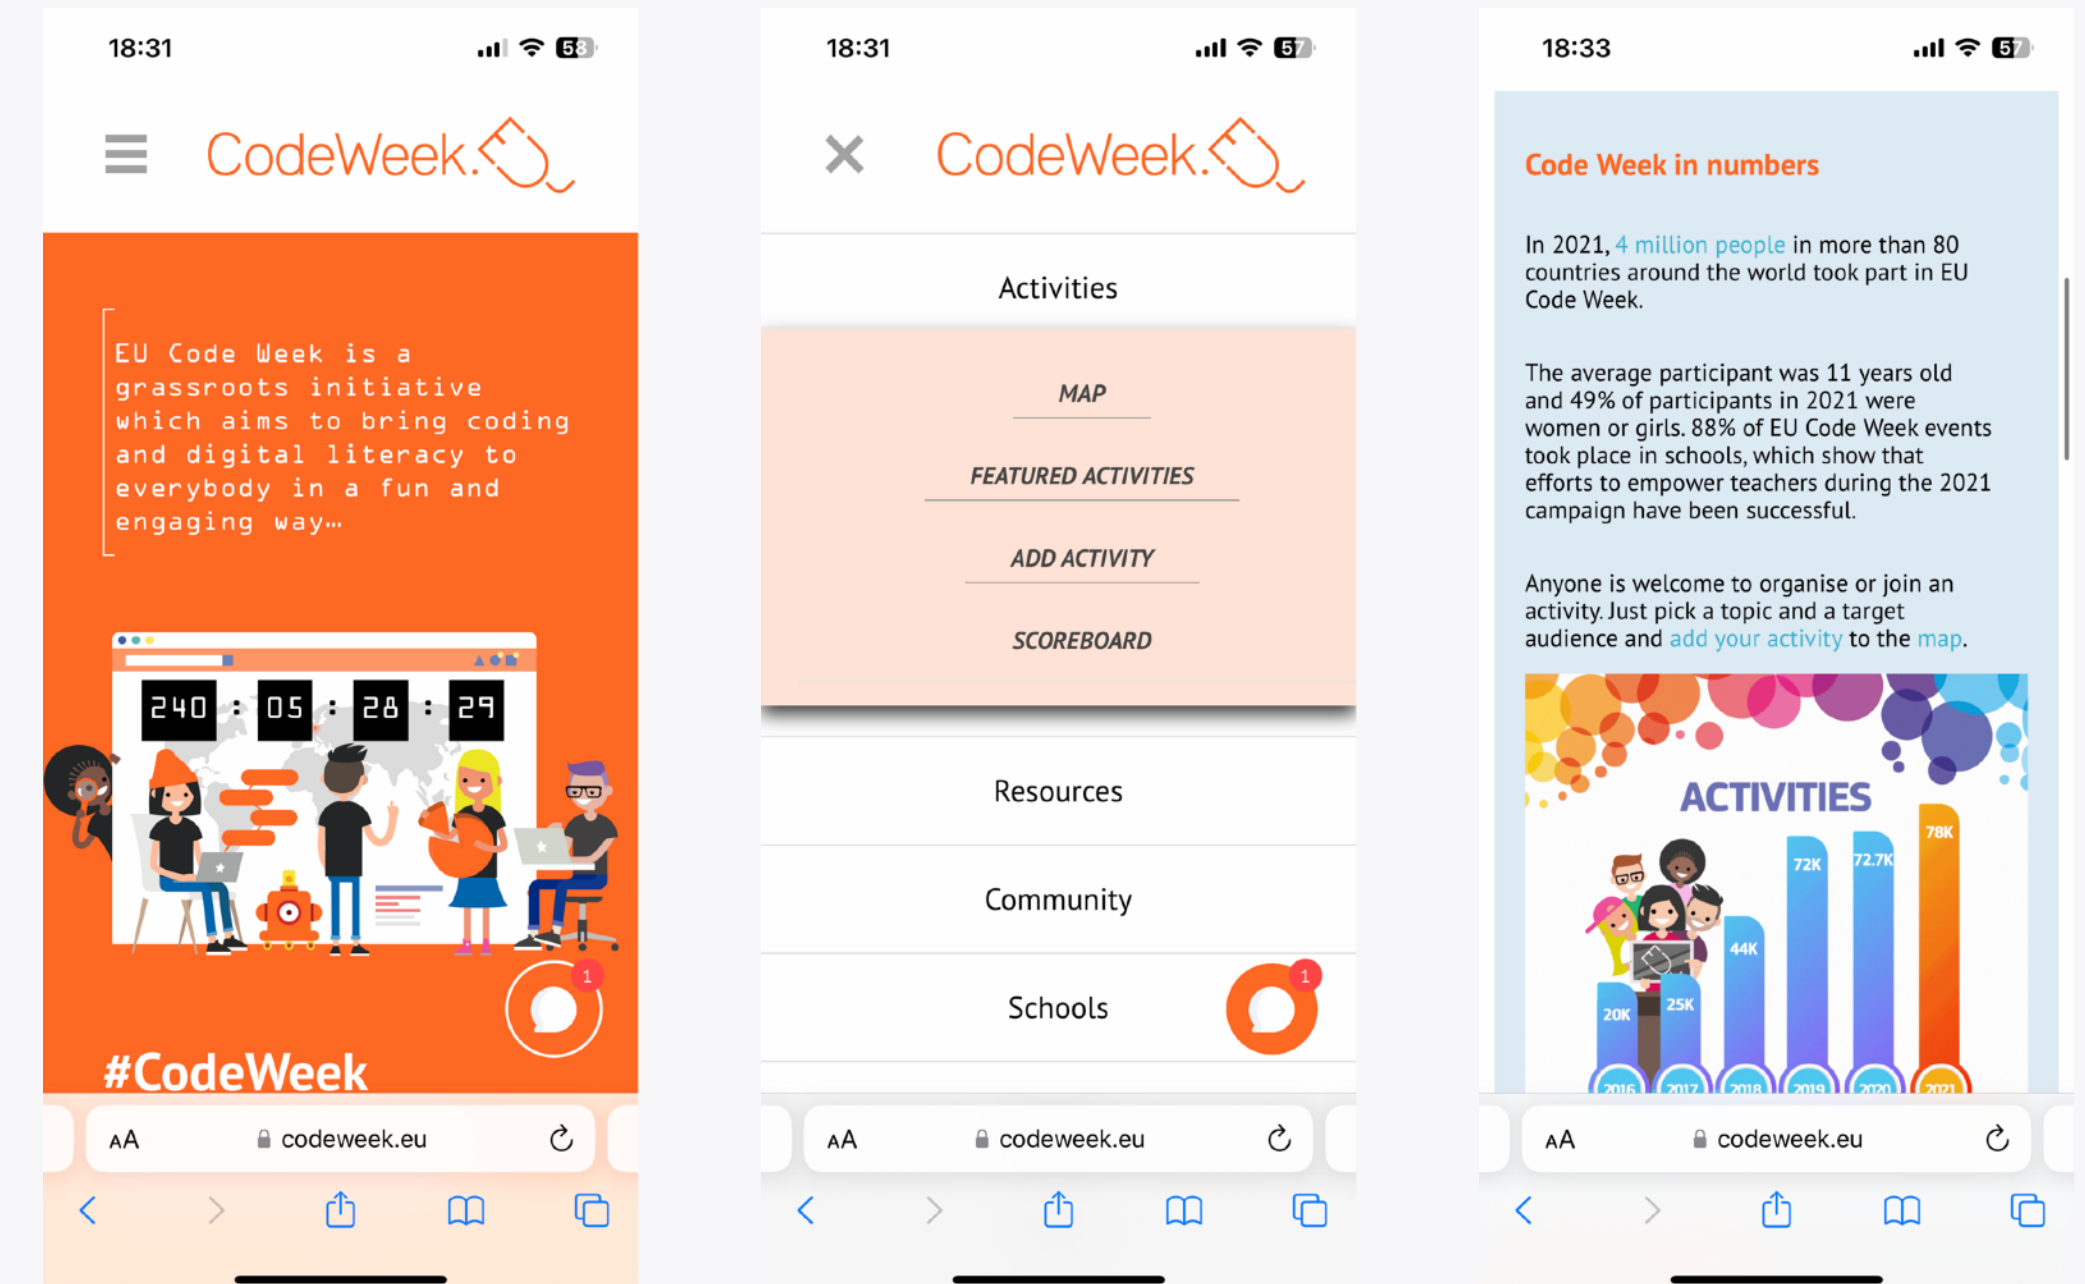 18:31
58
CodeWeek.
EU Code Week is a
grassroots initiative
which aims to bring coding
and digital literacy to
everybody in a fun and
engaging way…
240 : 05 : 28 : 29
1
#CodeWeek
AA
codeweek.eu
18:31
57
CodeWeek.
Activities
MAP
FEATURED ACTIVITIES
ADD ACTIVITY
SCOREBOARD
Resources
Community
Schools
1
AA
codeweek.eu
18:33
57
Code Week in numbers
In 2021, 4 million people in more than 80
countries around the world took part in EU
Code Week.
The average participant was 11 years old
and 49% of participants in 2021 were
women or girls. 88% of EU Code Week events
took place in schools, which show that
efforts to empower teachers during the 2021
campaign have been successful.
Anyone is welcome to organise or join an
activity. Just pick a topic and a target
audience and add your activity to the map.
ACTIVITIES
20K
25K
44K
72K
72.7K
78K
2016 2017 2018 2019 2020 2021
AA
codeweek.eu